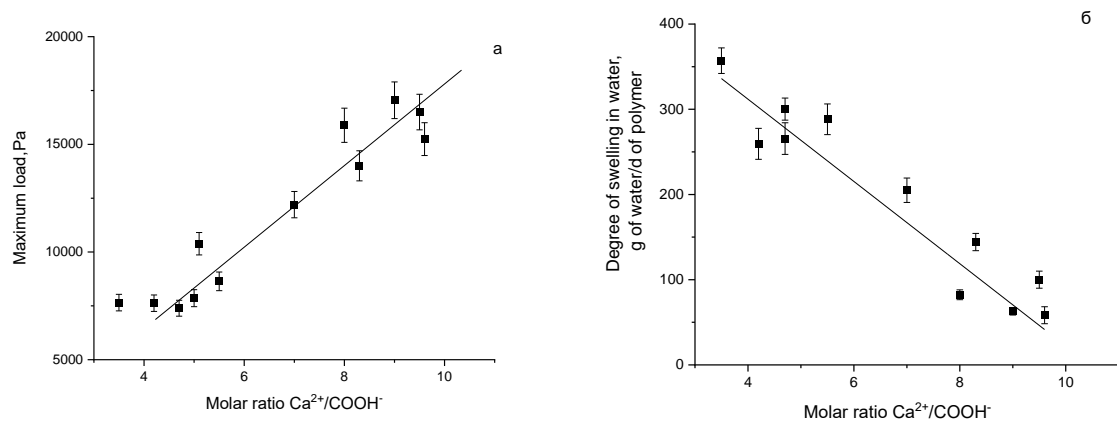 a
15000
10000
5000
4
6
8
10
Maximum load,Pa
Molar ratio Ca²⁺/COOH⁻
б
400
300
200
100
0
4
6
8
10
Degree of swelling in water,
g of water/d of polymer
Molar ratio Ca²⁺/COOH⁻